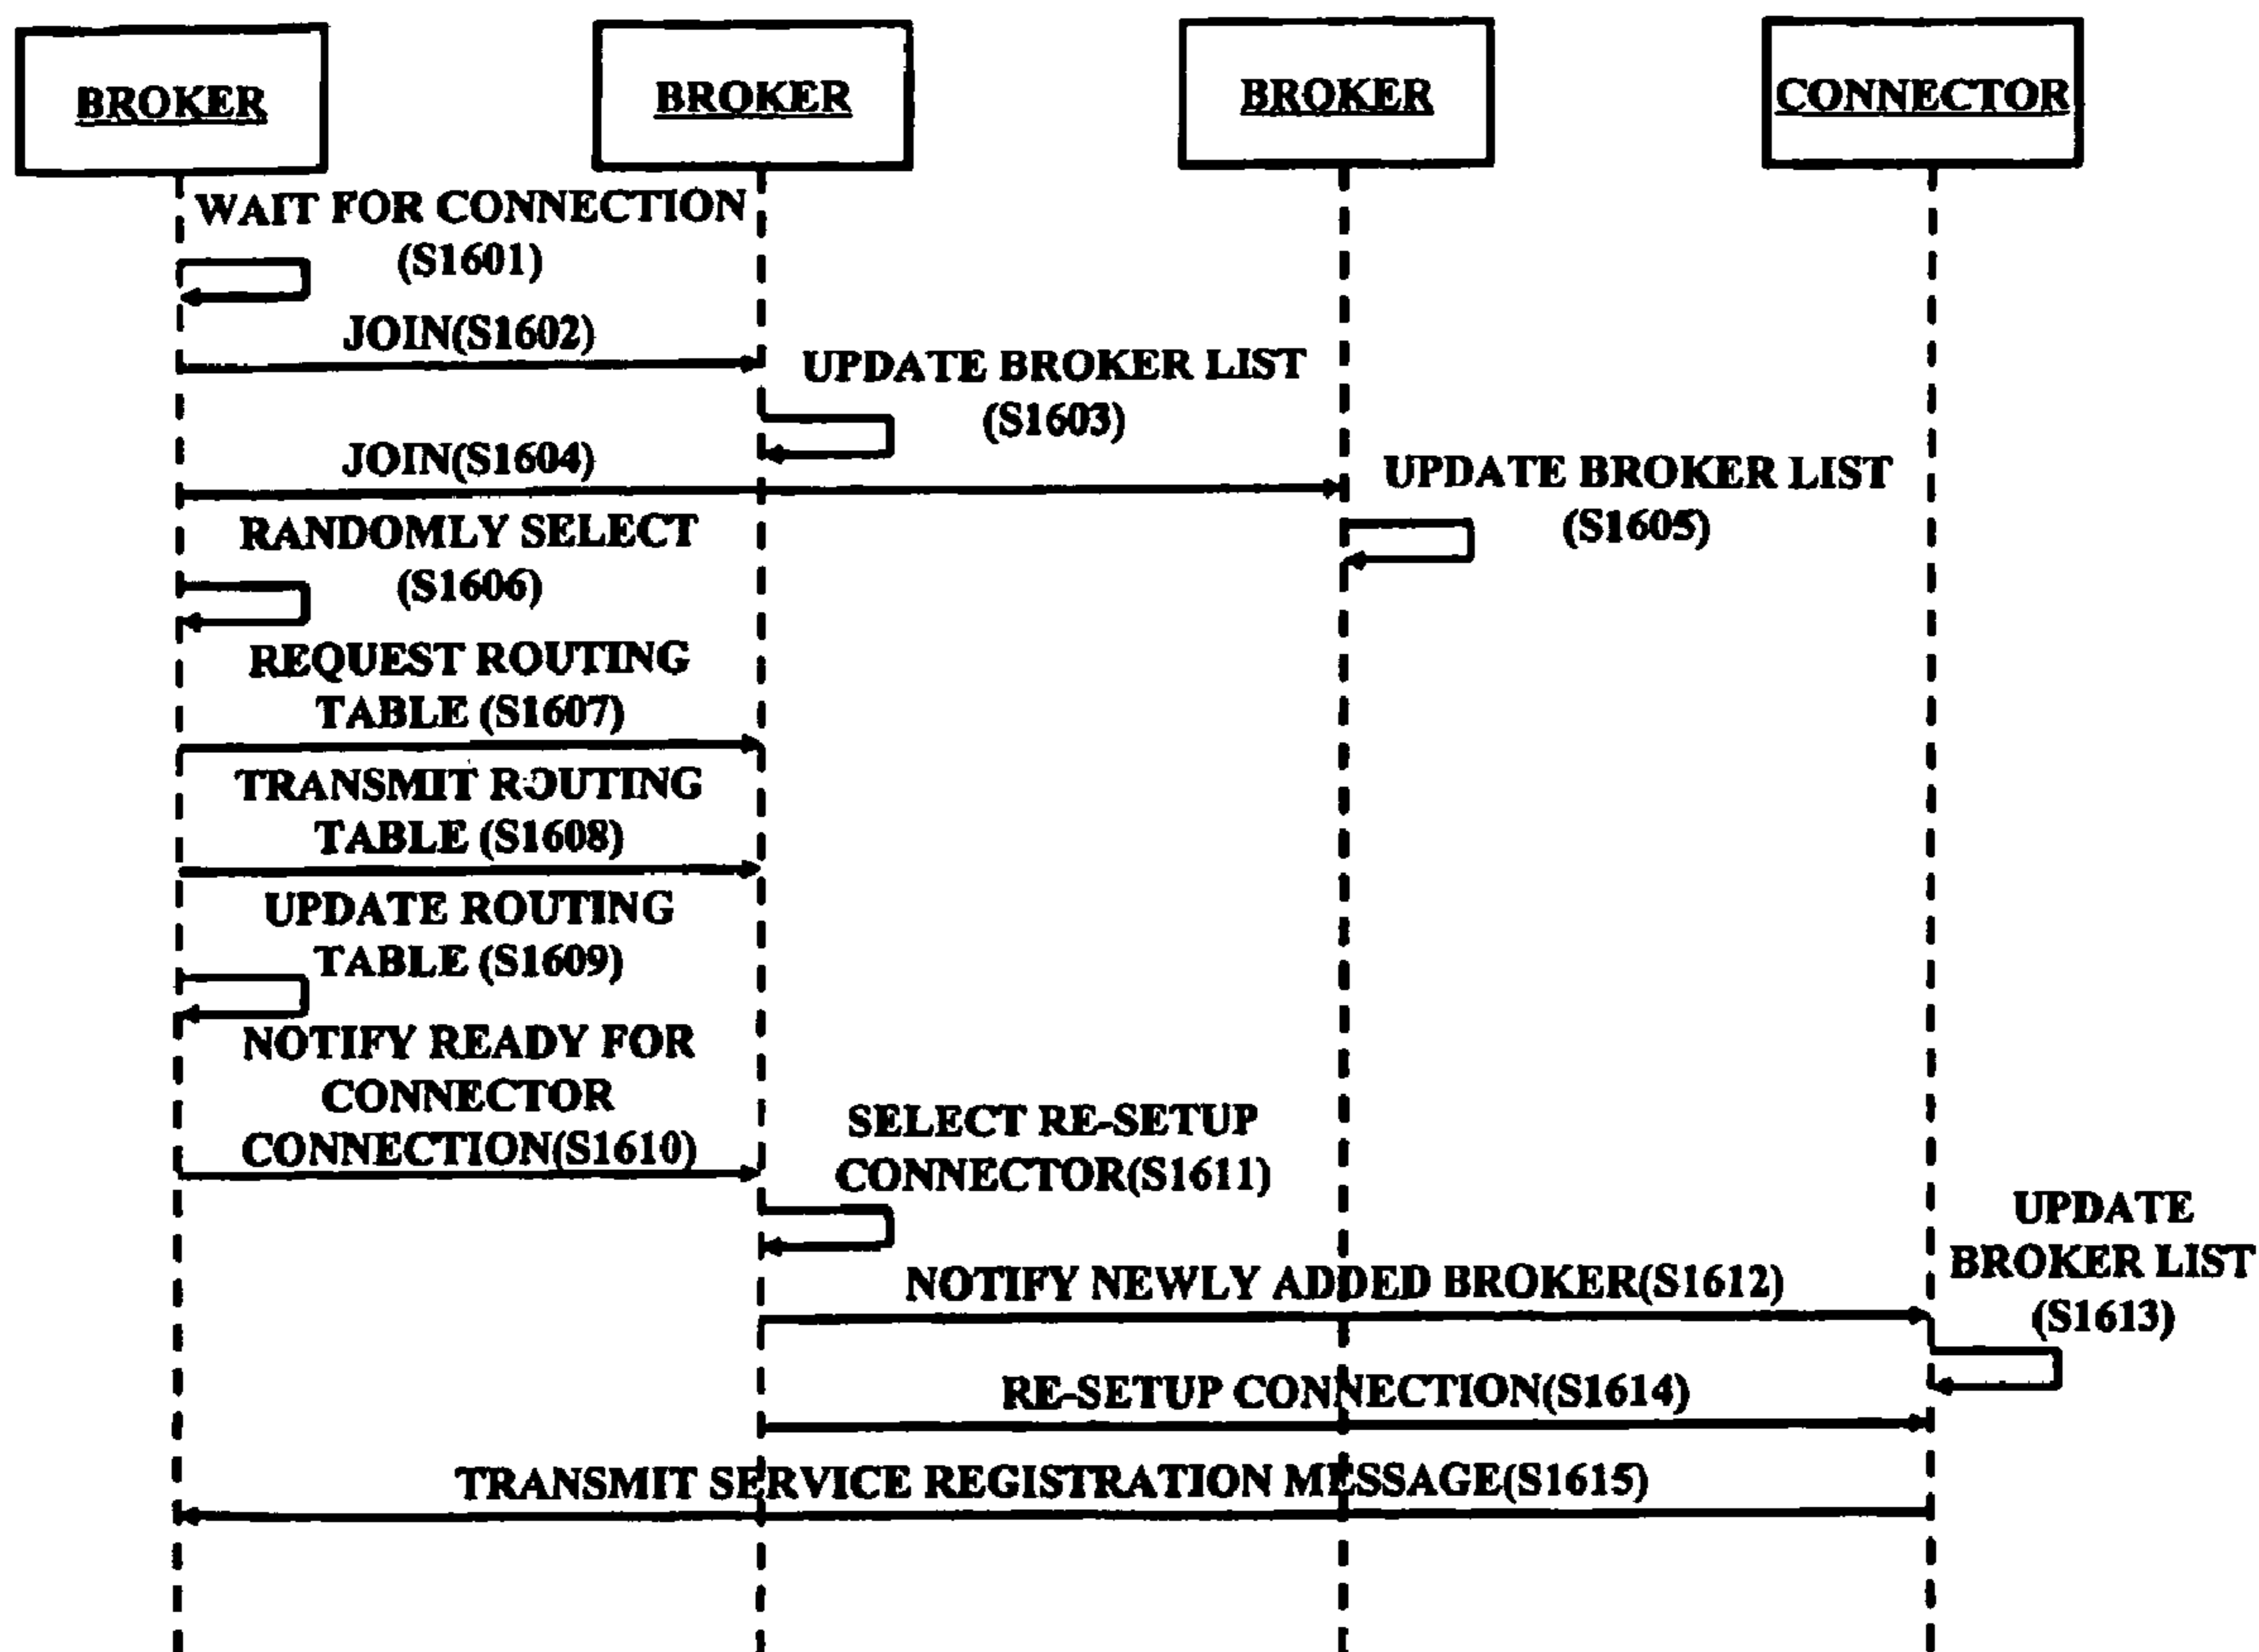 BROKER
BROKER
BROKER
CONNECTOR
WAIT FOR CONNECTION
(S1601)
JOIN(S1602)
UPDATE BROKER LIST
(S1603)
JOIN(S1604)
UPDATE BROKER LIST
(S1605)
RANDOMLY SELECT
(S1606)
REQUEST ROUTING
TABLE (S1607)
TRANSMIT ROUTING
TABLE (S1608)
UPDATE ROUTING
TABLE (S1609)
NOTIFY READY FOR
CONNECTOR
CONNECTION(S1610)
SELECT RE-SETUP
CONNECTOR(S1611)
NOTIFY NEWLY ADDED BROKER(S1612)
UPDATE
BROKER LIST
(S1613)
RE-SETUP CONNECTION(S1614)
TRANSMIT SERVICE REGISTRATION MESSAGE(S1615)